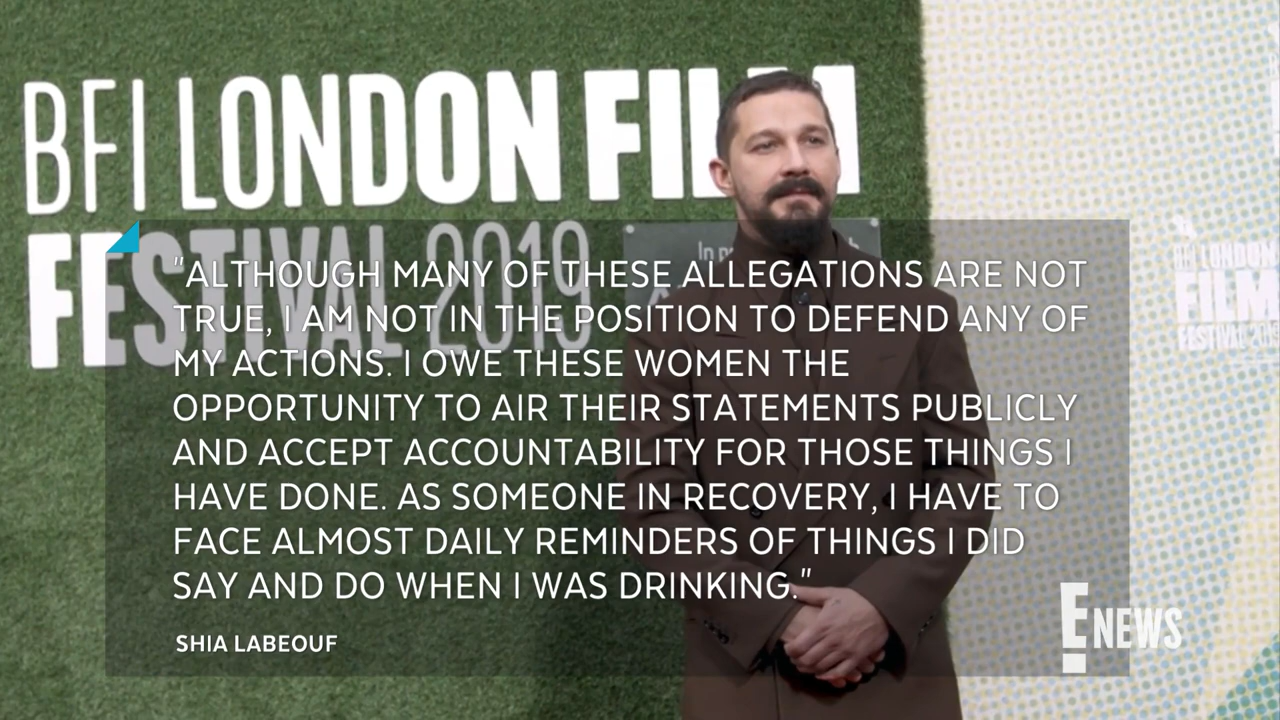 BFI LONDON FILM
FESTIVAL 2019
"ALTHOUGH MANY OF THESE ALLEGATIONS ARE NOT
TRUE, I AM NOT IN THE POSITION TO DEFEND ANY OF
MY ACTIONS. I OWE THESE WOMEN THE
OPPORTUNITY TO AIR THEIR STATEMENTS PUBLICLY
AND ACCEPT ACCOUNTABILITY FOR THOSE THINGS I
HAVE DONE. AS SOMEONE IN RECOVERY, I HAVE TO
FACE ALMOST DAILY REMINDERS OF THINGS I DID
SAY AND DO WHEN I WAS DRINKING."
SHIA LABEOUF
E! NEWS
BFI LONDON
FILM
FESTIVAL 2019